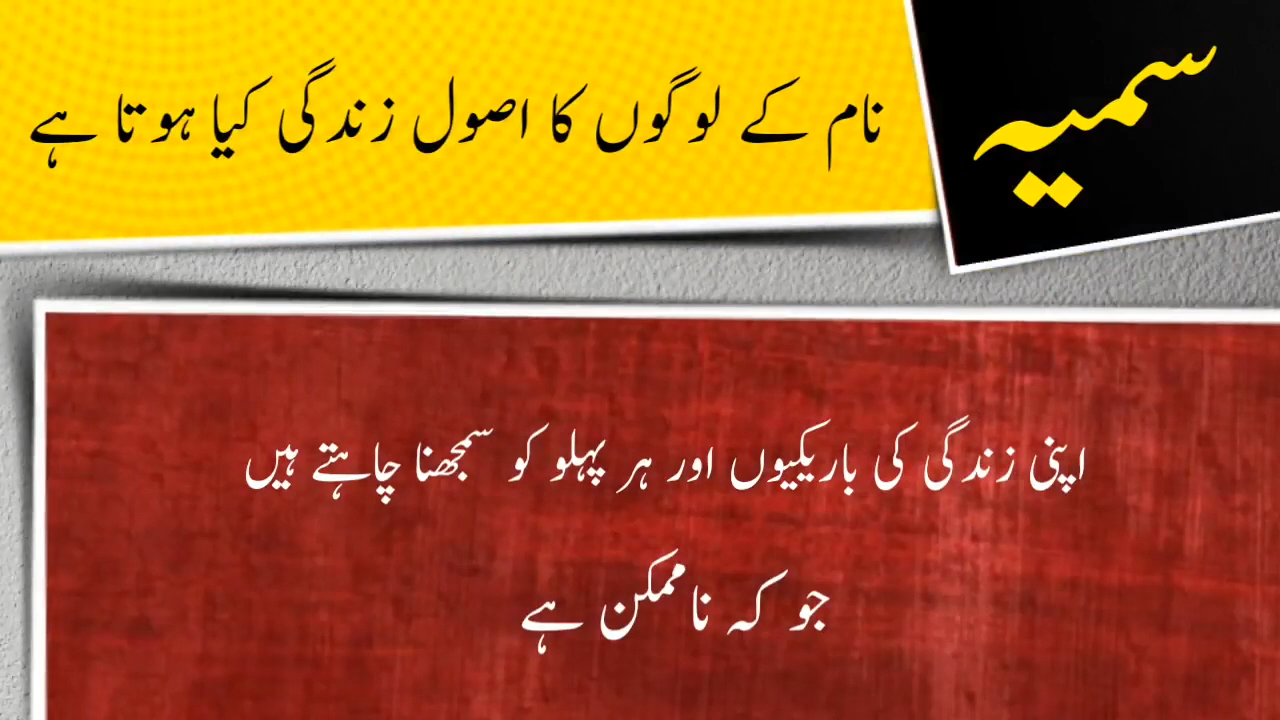 سمیہ
نام کے لوگوں کا اصول زندگی کیا ہوتا ہے
اپنی زندگی کی باریکیوں اور ہر پہلو کو سمجھنا چاہتے ہیں
جو کہ ناممکن ہے